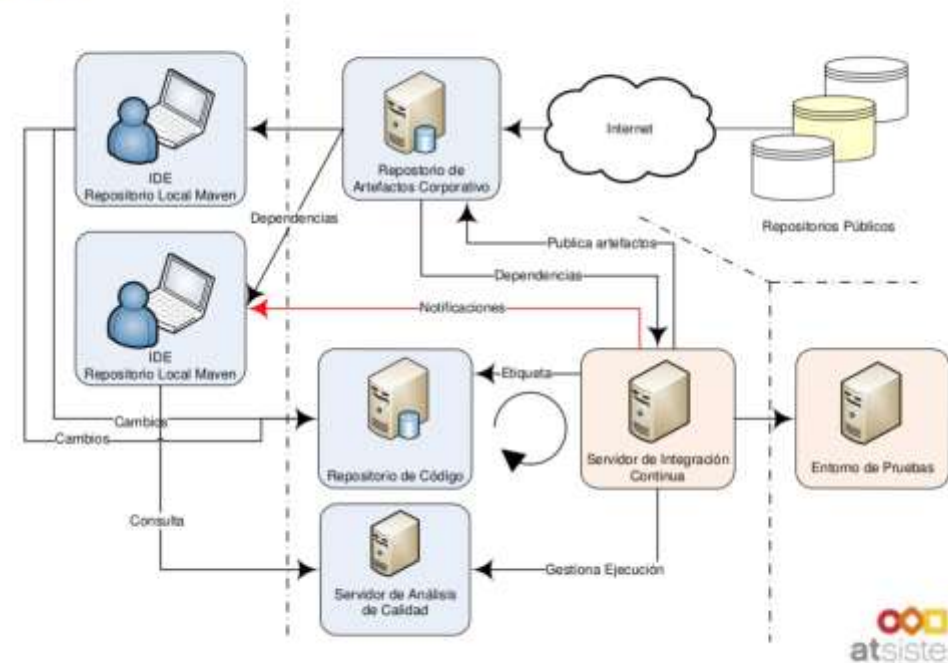 IDE
Repositorio Local Maven
Repostorio de
Artefactos Corporativo
Internet
Repositorios Públicos
Dependencias
Publica artefactos
Dependencias
IDE
Repositorio Local Maven
Notificaciones
Etiqueta
Cambios
Cambios
Repositorio de Código
Servidor de Integración
Continua
Entorno de Pruebas
Consulta
Servidor de Análisis
de Calidad
Gestiona Ejecución
atsiste